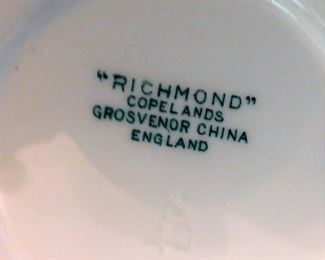 "RICHMOND"
COPELANDS
GROSVENOR CHINA
ENGLAND